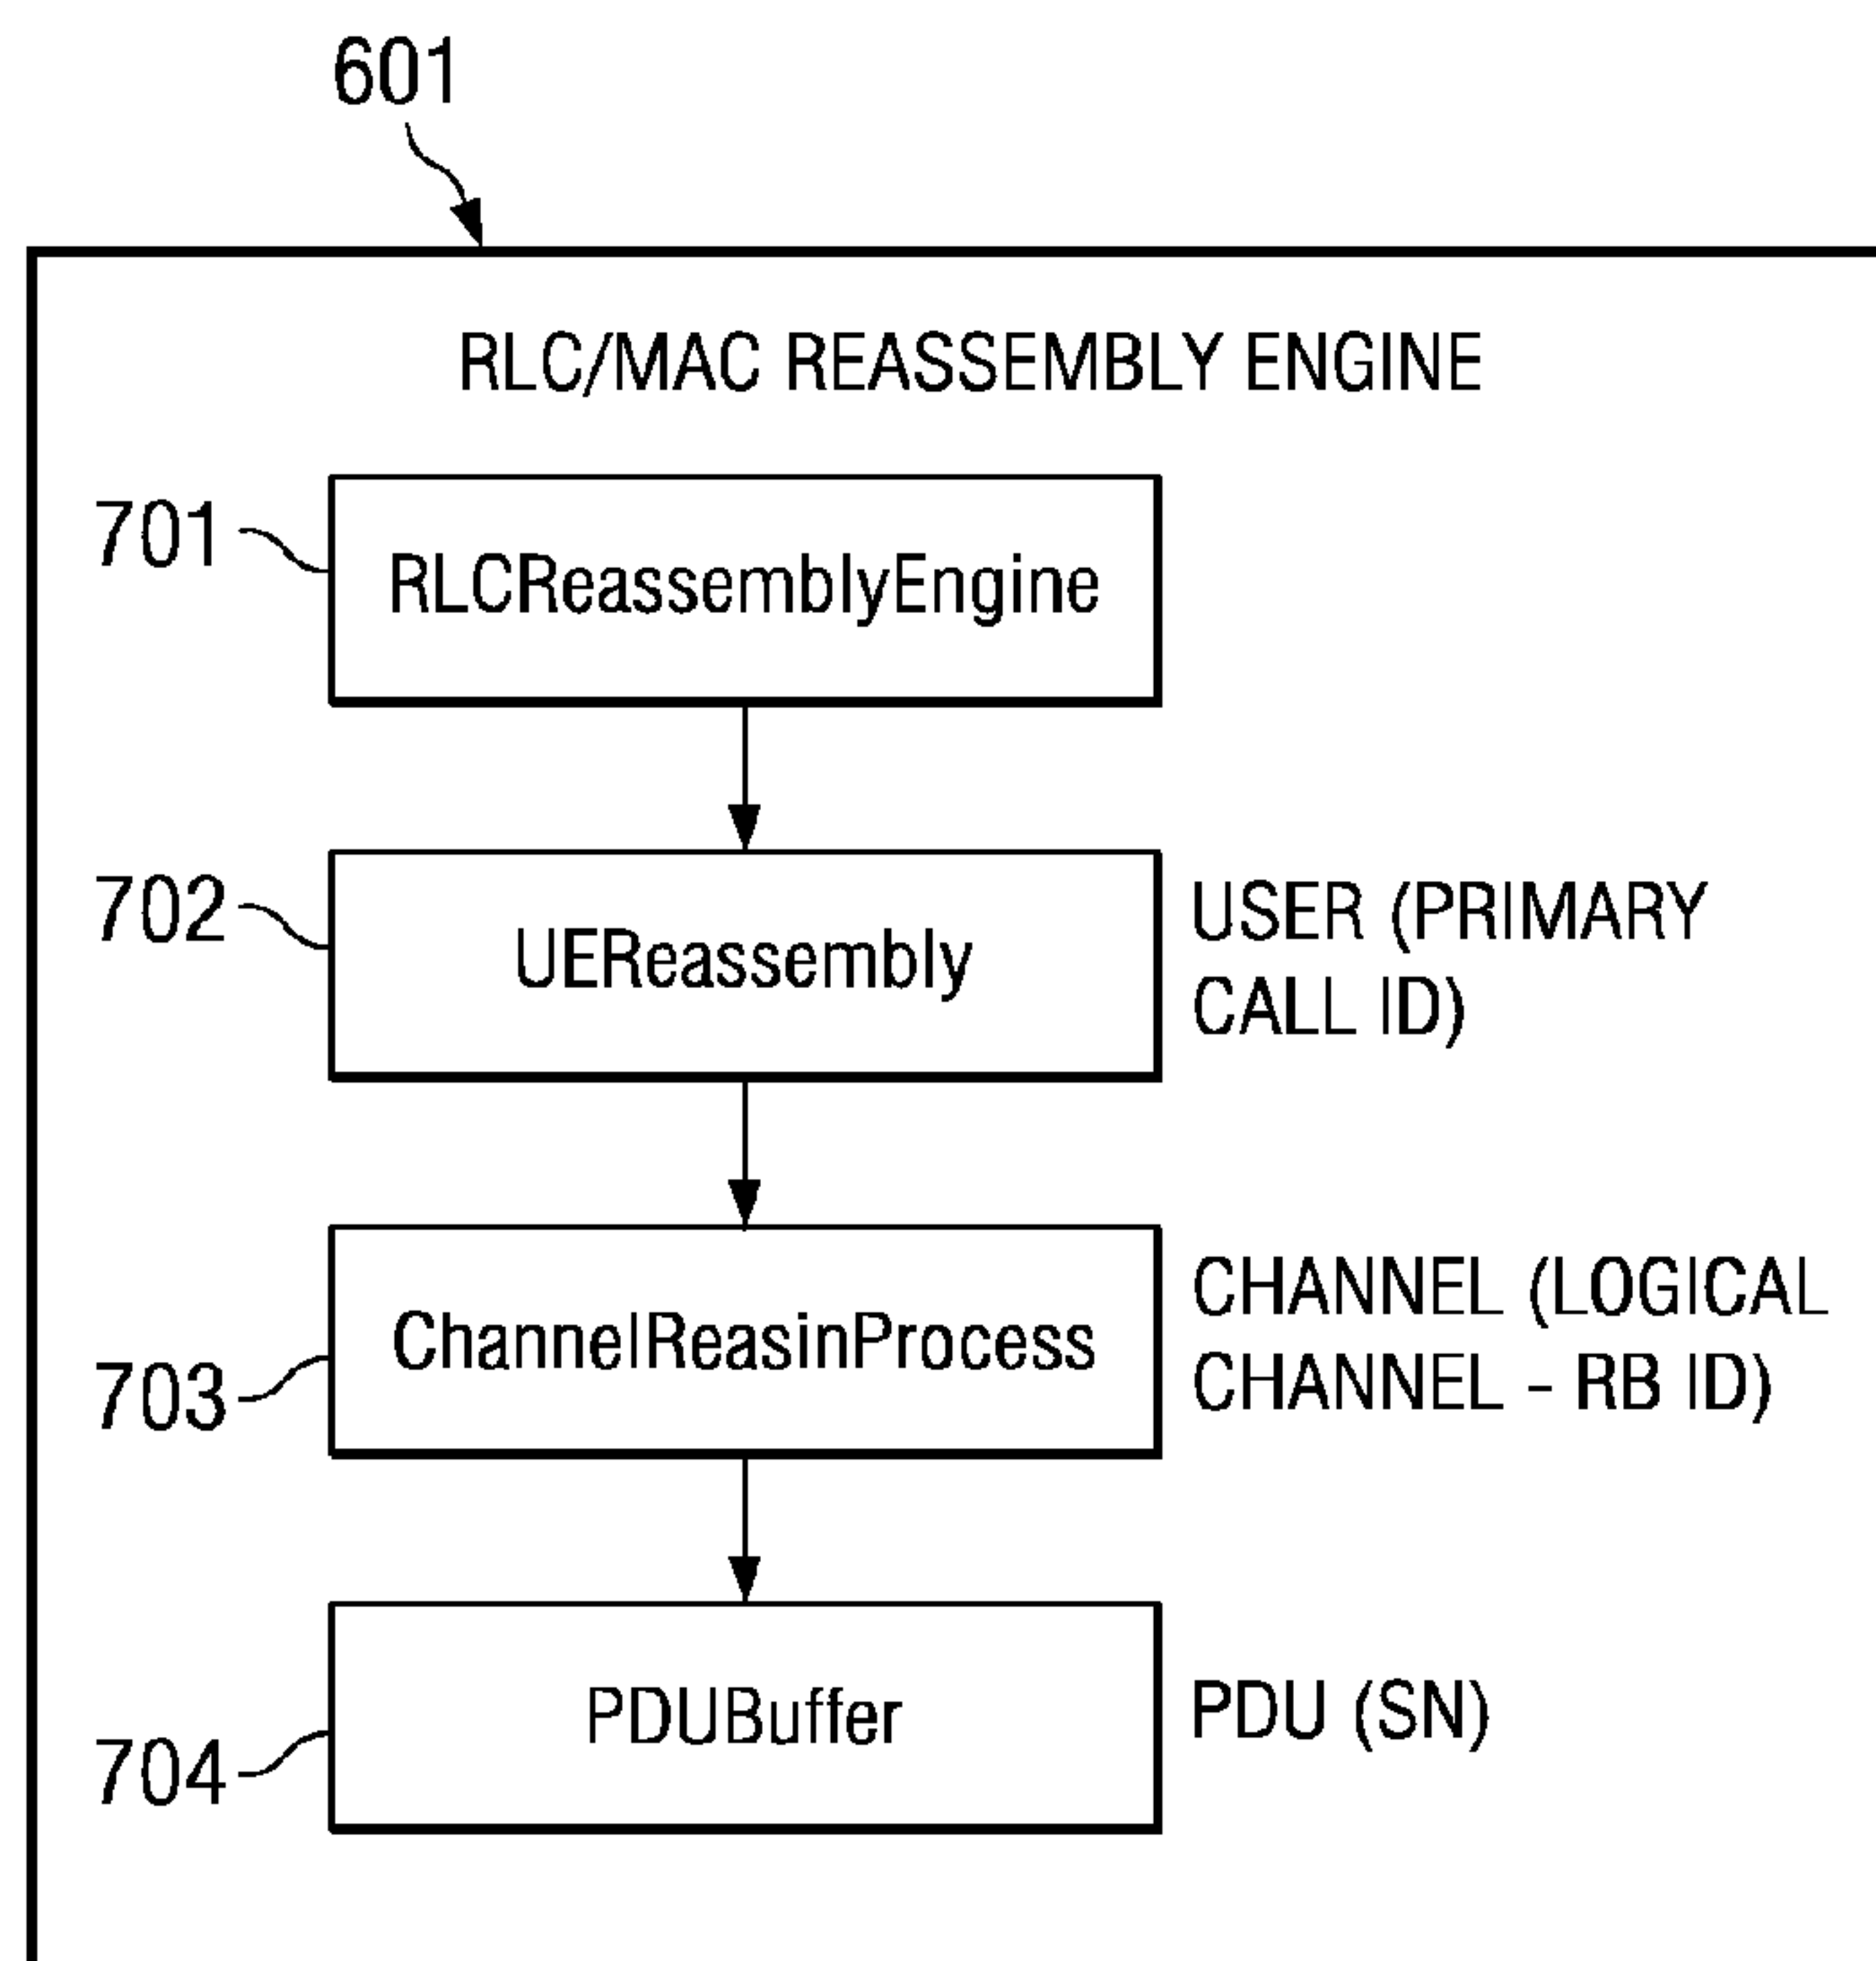 601
RLC/MAC REASSEMBLY ENGINE
701
RLCReassemblyEngine
702
UEReassembly
USER (PRIMARY
CALL ID)
703
ChannelReasinProcess
CHANNEL (LOGICAL
CHANNEL - RB ID)
704
PDUBuffer
PDU (SN)